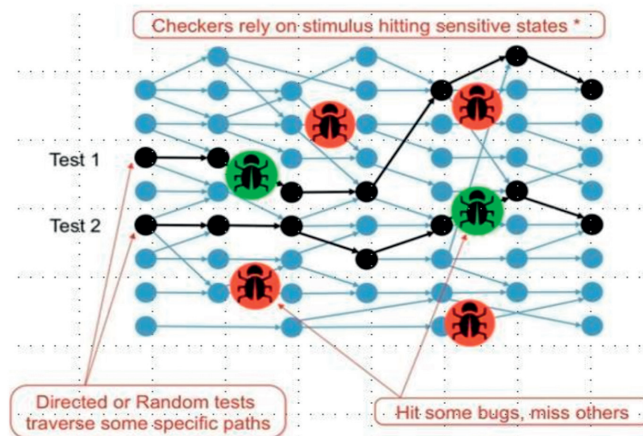 Checkers rely on stimulus hitting sensitive states *
Test 1
Test 2
Directed or Random tests
traverse some specific paths
Hit some bugs, miss others